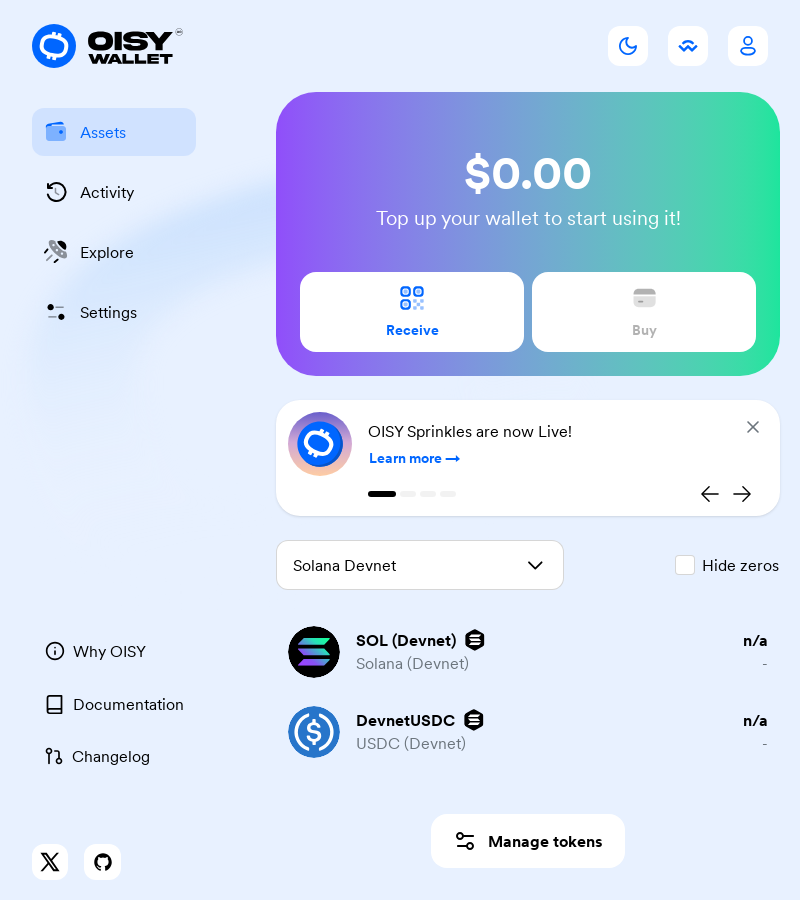 OISY
WALLET
Assets
Activity
Explore
Settings
$0.00
Top up your wallet to start using it!
Receive
Buy
OISY Sprinkles are now Live!
Learn more →
Solana Devnet
Hide zeros
SOL (Devnet)
n/a
Solana (Devnet)
-
DevnetUSDC
n/a
USDC (Devnet)
-
Why OISY
Documentation
Changelog
Manage tokens